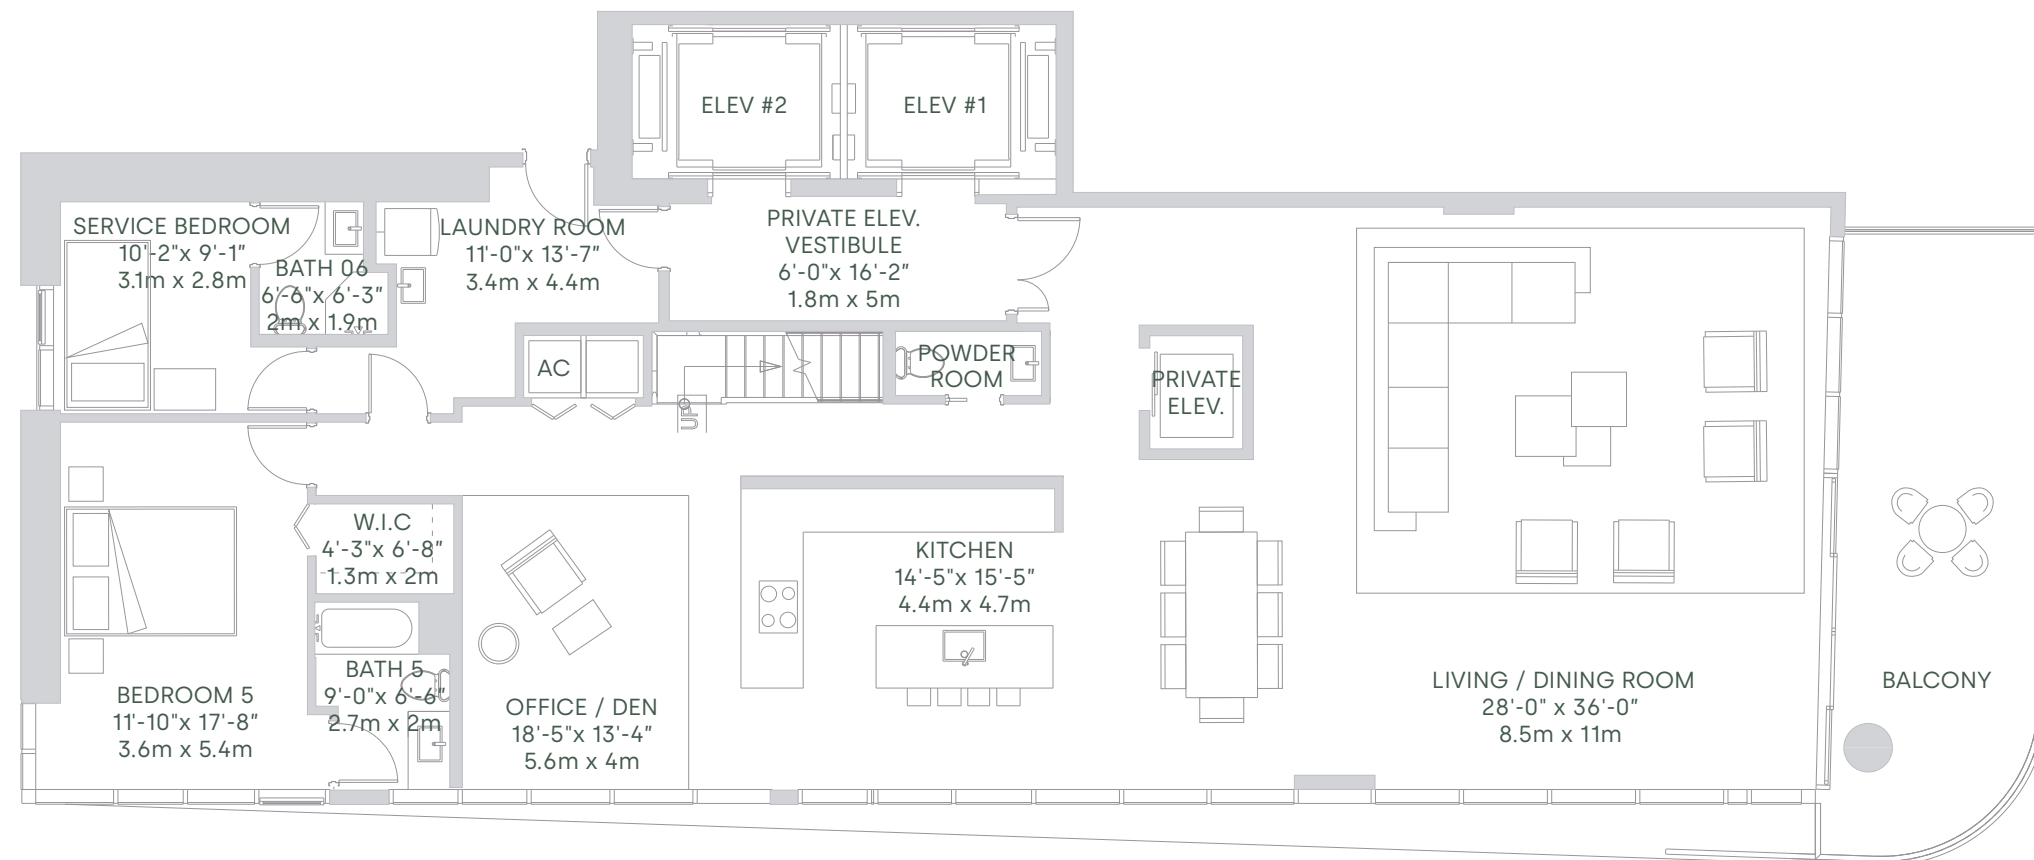 ELEV #2
ELEV #1
SERVICE BEDROOM
10'-2"x 9'-1"
3.1m x 2.8m
BATH 06
6'-6"x 6'-3"
2m x 1.9m
LAUNDRY ROOM
11'-0"x 13'-7"
3.4m x 4.4m
PRIVATE ELEV.
VESTIBULE
6'-0"x 16'-2"
1.8m x 5m
AC
UP
POWDER
ROOM
PRIVATE
ELEV.
W.I.C
4'-3"x 6'-8"
1.3m x 2m
KITCHEN
14'-5"x 15'-5"
4.4m x 4.7m
BATH 5
9'-0"x 6'-6"
2.7m x 2m
BEDROOM 5
11'-10"x 17'-8"
3.6m x 5.4m
OFFICE / DEN
18'-5"x 13'-4"
5.6m x 4m
LIVING / DINING ROOM
28'-0" x 36'-0"
8.5m x 11m
BALCONY